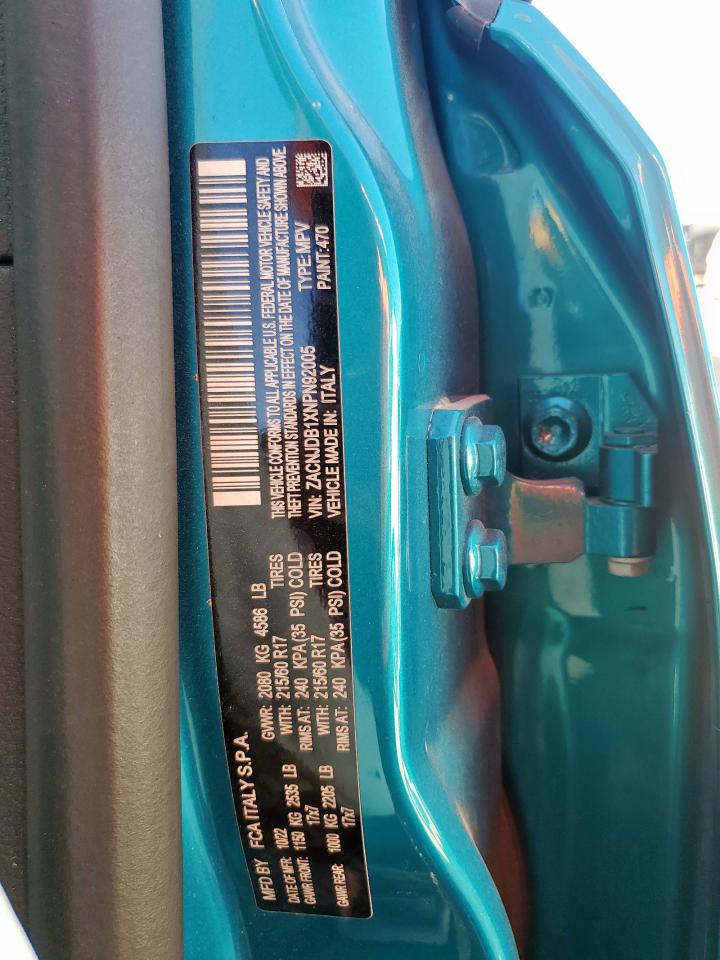 MFD BY FCA ITALY S.P.A.
DATE OF MFR: 1022 GVWR: 2080 KG 4586 LB
GAWR FRONT: 1150 KG 2535 LB WITH: 215/60 R17 TIRES
17x7 RIMS AT: 240 KPA (35 PSI) COLD
GAWR REAR: 1000 KG 2205 LB WITH: 215/60 R17 TIRES
17x7 RIMS AT: 240 KPA (35 PSI) COLD
THIS VEHICLE CONFORMS TO ALL APPLICABLE U.S. FEDERAL MOTOR VEHICLE SAFETY AND
THEFT PREVENTION STANDARDS IN EFFECT ON THE DATE OF MANUFACTURE SHOWN ABOVE.
VIN: ZACNJDB1XNPN92005 TYPE: MPV
VEHICLE MADE IN: ITALY PAINT: 470